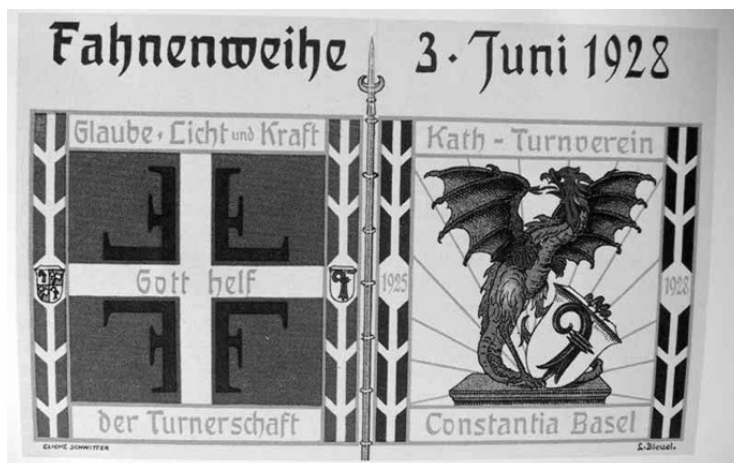 Fahnenweihe 3. Juni 1928
Glaube, Licht und Kraft
F F
Gott helf
F F
der Turnerschaft
Kath - Turnverein
1925 1928
Constantia Basel
CLICHÉ SCHWITTER